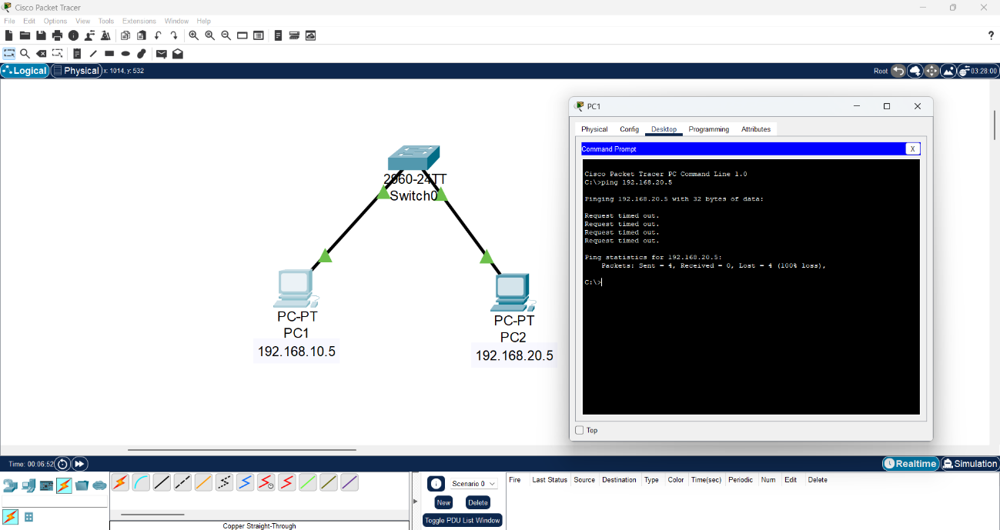 Cisco Packet Tracer
File Edit Options View Tools Extensions Window Help
?
Logical Physical x: 1014, y: 532 Root 03:28:00
2960-24TT
Switch0
PC-PT
PC1
192.168.10.5
PC-PT
PC2
192.168.20.5
PC1
Physical Config Desktop Programming Attributes
Command Prompt X
Cisco Packet Tracer PC Command Line 1.0
C:\>ping 192.168.20.5
Pinging 192.168.20.5 with 32 bytes of data:
Request timed out.
Request timed out.
Request timed out.
Request timed out.
Ping statistics for 192.168.20.5:
Packets: Sent = 4, Received = 0, Lost = 4 (100% loss),
C:\>
Top
Time: 00:06:52 Realtime Simulation
Scenario 0
New Delete
Toggle PDU List Window
Fire Last Status Source Destination Type Color Time(sec) Periodic Num Edit Delete
Copper Straight-Through